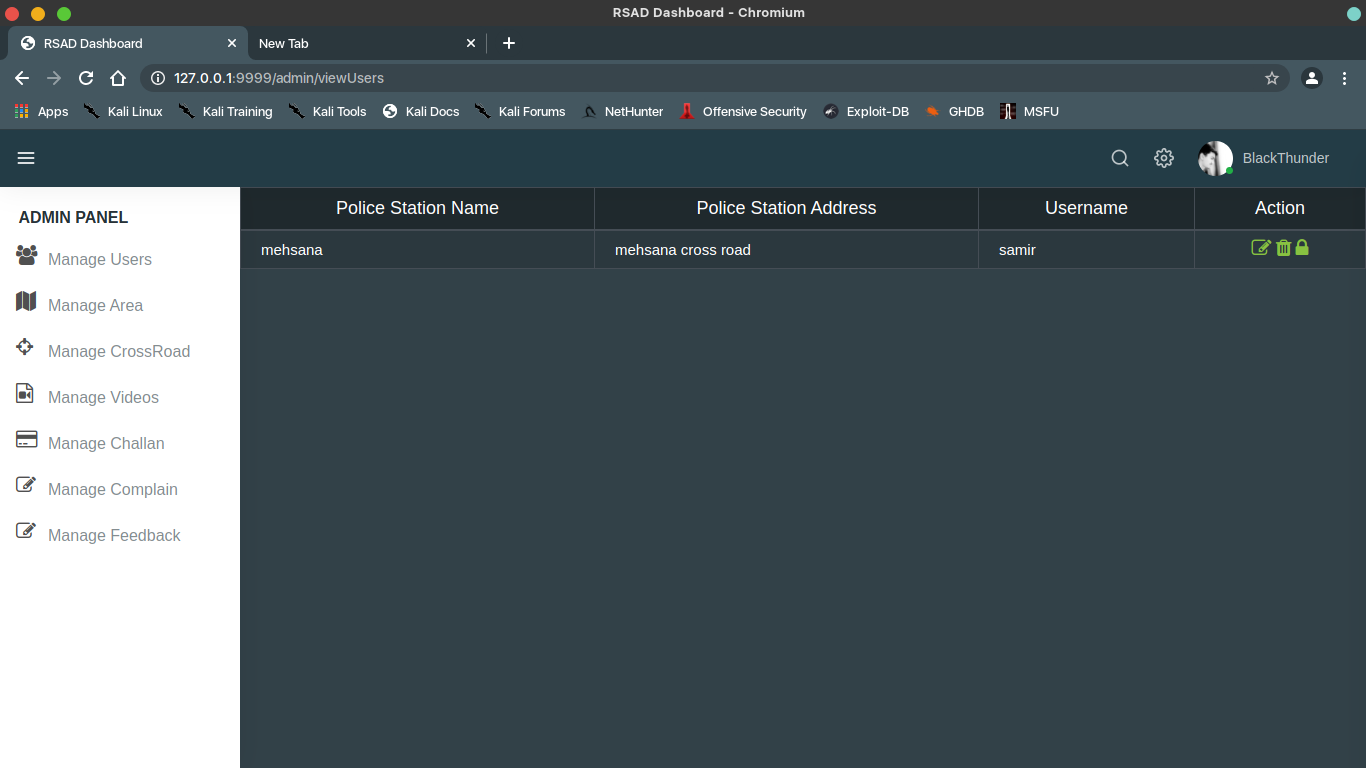 RSAD Dashboard - Chromium
RSAD Dashboard
New Tab
127.0.0.1:9999/admin/viewUsers
Apps Kali Linux Kali Training Kali Tools Kali Docs Kali Forums NetHunter Offensive Security Exploit-DB GHDB MSFU
BlackThunder
ADMIN PANEL
Manage Users
Manage Area
Manage CrossRoad
Manage Videos
Manage Challan
Manage Complain
Manage Feedback
Police Station Name Police Station Address Username Action
mehsana mehsana cross road samir